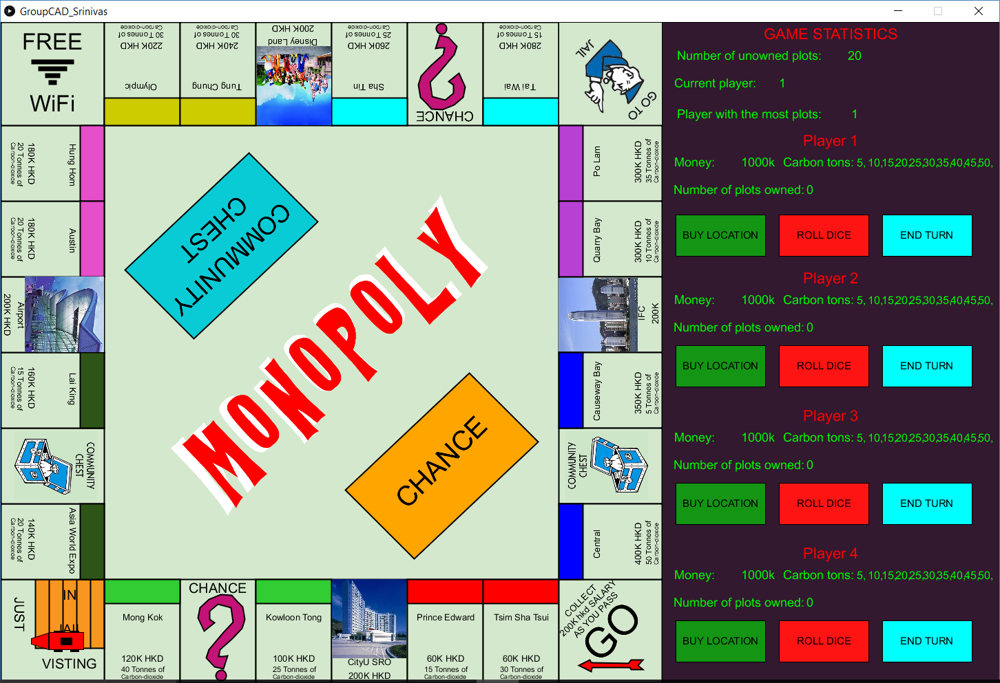 GroupCAD_Srinivas
FREE
WiFi
Olympic
220K HKD
30 Tonnes of
Carbon-dioxide
Tung Chung
240K HKD
30 Tonnes of
Carbon-dioxide
Disney Land
200K HKD
Sha Tin
260K HKD
25 Tonnes of
Carbon-dioxide
CHANCE
Tai Wai
280K HKD
15 Tonnes of
Carbon-dioxide
GO TO
JAIL
Hung Hom
180K HKD
20 Tonnes of
Carbon-dioxide
Austin
180K HKD
20 Tonnes of
Carbon-dioxide
Airport
200K HKD
Lai King
160K HKD
15 Tonnes of
Carbon-dioxide
COMMUNITY
CHEST
Asia World Expo
140K HKD
20 Tonnes of
Carbon-dioxide
COMMUNITY
CHEST
MONOPOLY
CHANCE
Po Lam
300K HKD
35 Tonnes of
Carbon-dioxide
Quarry Bay
300K HKD
10 Tonnes of
Carbon-dioxide
IFC
200K
Causeway Bay
350K HKD
5 Tonnes of
Carbon-dioxide
COMMUNITY
CHEST
Central
400K HKD
50 Tonnes of
Carbon-dioxide
JUST
IN
JAIL
VISTING
Mong Kok
120K HKD
40 Tonnes of
Carbon-dioxide
CHANCE
Kowloon Tong
100K HKD
25 Tonnes of
Carbon-dioxide
CityU SRO
200K HKD
Prince Edward
60K HKD
15 Tonnes of
Carbon-dioxide
Tsim Sha Tsui
60K HKD
30 Tonnes of
Carbon-dioxide
COLLECT
200K hkd SALARY
AS YOU PASS
GO
GAME STATISTICS
Number of unowned plots: 20
Current player: 1
Player with the most plots: 1
Player 1
Money: 1000k Carbon tons: 5, 10,15,20,25,30,35,40,45,50,
Number of plots owned: 0
BUY LOCATION ROLL DICE END TURN
Player 2
Money: 1000k Carbon tons: 5, 10,15,20,25,30,35,40,45,50,
Number of plots owned: 0
BUY LOCATION ROLL DICE END TURN
Player 3
Money: 1000k Carbon tons: 5, 10,15,20,25,30,35,40,45,50,
Number of plots owned: 0
BUY LOCATION ROLL DICE END TURN
Player 4
Money: 1000k Carbon tons: 5, 10,15,20,25,30,35,40,45,50,
Number of plots owned: 0
BUY LOCATION ROLL DICE END TURN